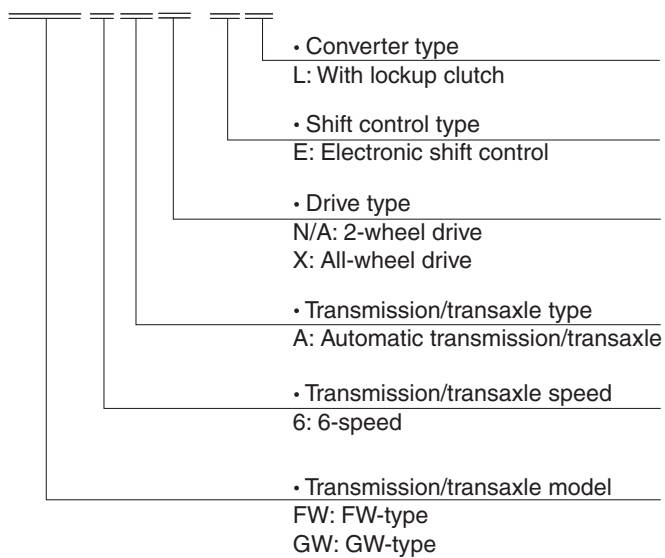 • Converter type
L: With lockup clutch
• Shift control type
E: Electronic shift control
• Drive type
N/A: 2-wheel drive
X: All-wheel drive
• Transmission/transaxle type
A: Automatic transmission/transaxle
• Transmission/transaxle speed
6: 6-speed
• Transmission/transaxle model
FW: FW-type
GW: GW-type